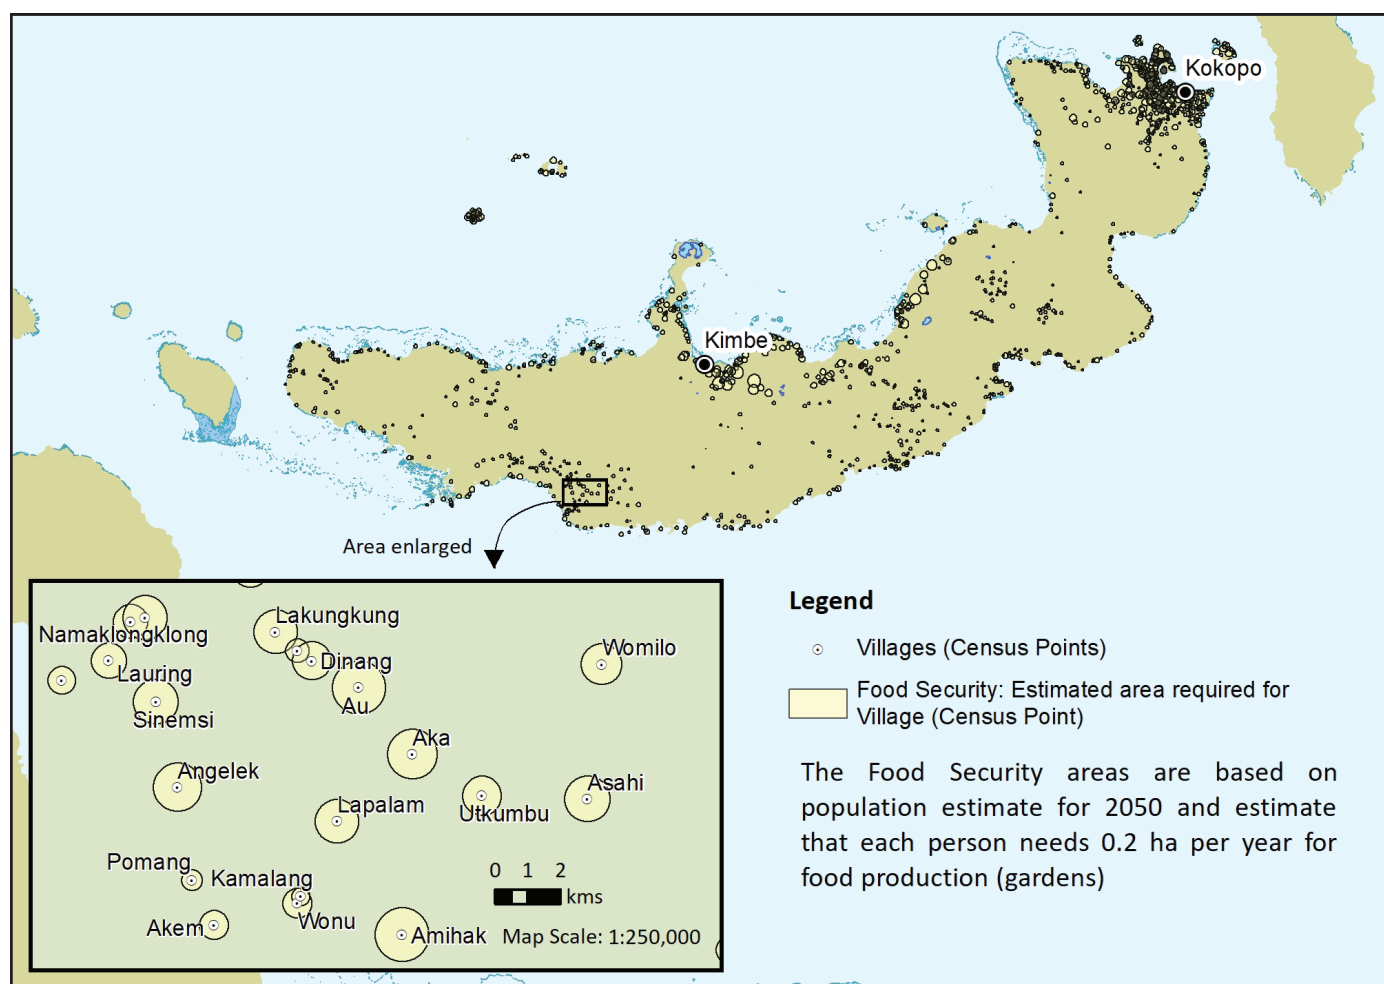 Kokopo
Kimbe
Area enlarged
Lakungkung
Namaklongklong
Dinang
Womilo
Lauring
Au
Sinemsi
Aka
Angelek
Asahi
Lapalam
Utkumbu
Pomang
Kamalang
Akem
Wonu
Amihak
0 1 2
kms
Map Scale: 1:250,000
Legend
Villages (Census Points)
Food Security: Estimated area required for
Village (Census Point)
The Food Security areas are based on
population estimate for 2050 and estimate
that each person needs 0.2 ha per year for
food production (gardens)